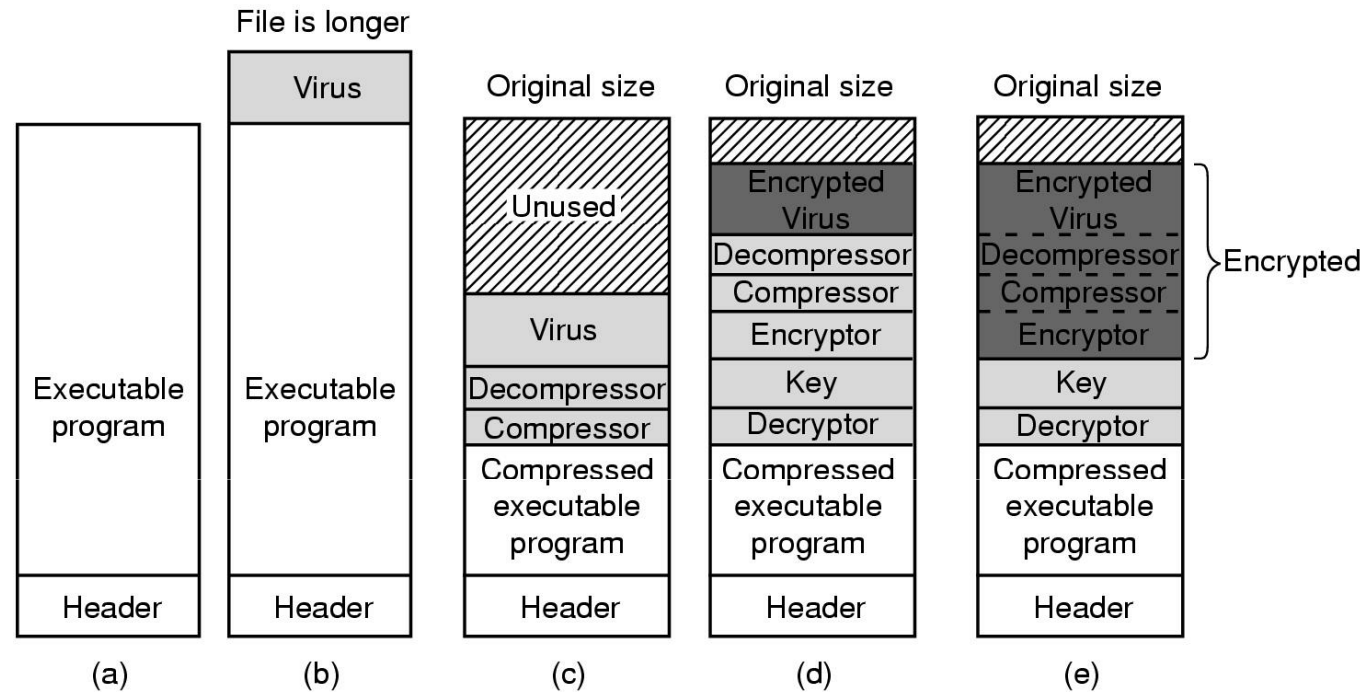 File is longer
Virus
Executable
program
Header
(a)
Executable
program
Header
(b)
Original size
Unused
Virus
Decompressor
Compressor
Compressed
executable
program
Header
(c)
Original size
Encrypted
Virus
Decompressor
Compressor
Encryptor
Key
Decryptor
Compressed
executable
program
Header
(d)
Original size
Encrypted
Virus
Decompressor
Compressor
Encryptor
Key
Decryptor
Compressed
executable
program
Header
(e)
Encrypted